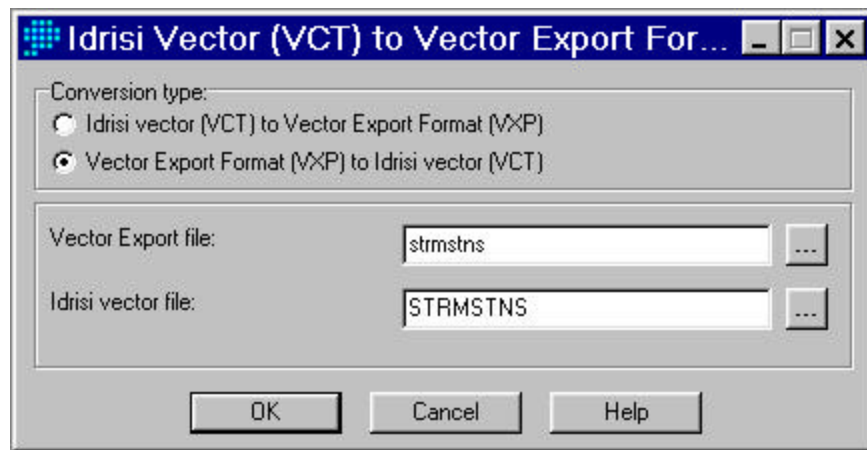 Idrisi Vector (VCT) to Vector Export For...
Conversion type:
Idrisi vector (VCT) to Vector Export Format (VXP)
Vector Export Format (VXP) to Idrisi vector (VCT)
Vector Export file:
strmstns
...
Idrisi vector file:
STRMSTNS
...
OK
Cancel
Help